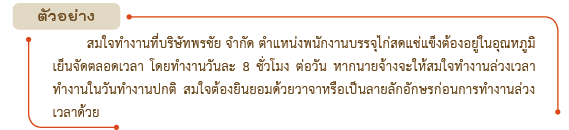 ตัวอย่าง
สมใจทำงานที่บริษัทพรชัย จำกัด ตำแหน่งพนักงานบรรจุไก่สดแช่แข็งต้องอยู่ในอุณหภูมิ
เย็นจัดตลอดเวลา โดยทำงานวันละ 8 ชั่วโมง ต่อวัน หากนายจ้างจะให้สมใจทำงานล่วงเวลา
ทำงานในวันทำงานปกติ สมใจต้องยินยอมด้วยวาจาหรือเป็นลายลักอักษรก่อนการทำงานล่วง
เวลาด้วย